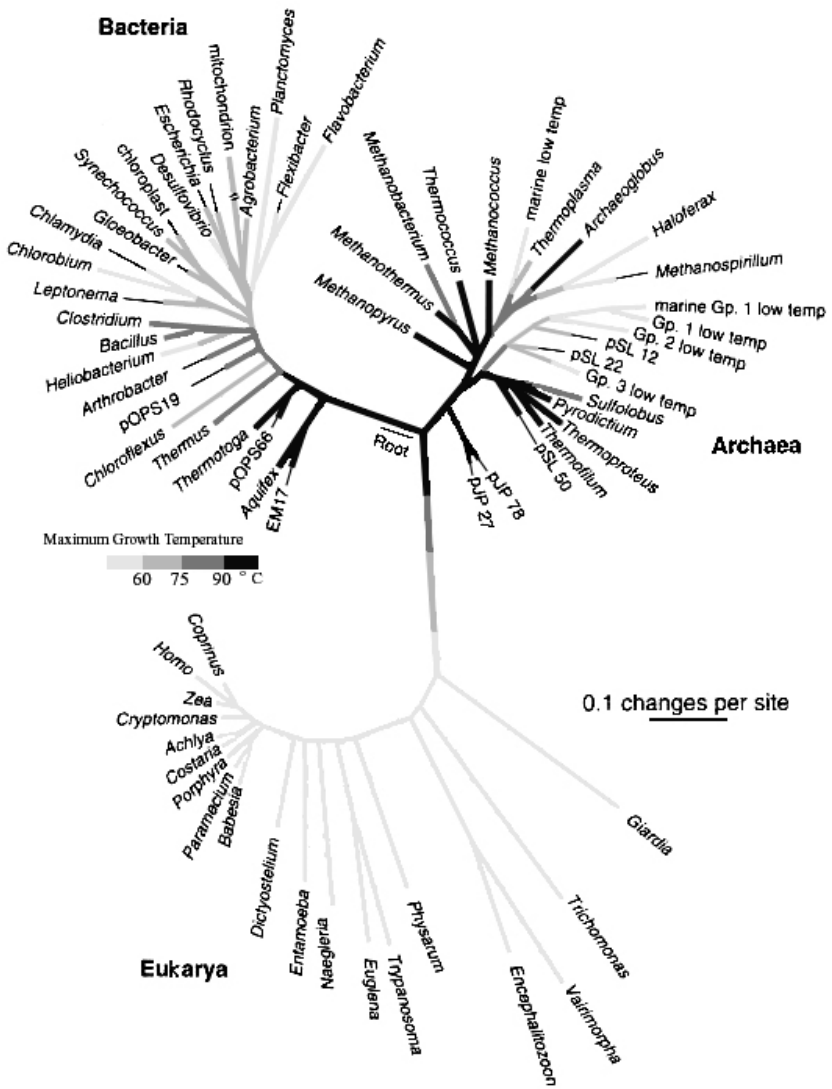 Bacteria
mitochondrion
Planctomyces
Flavobacterium
Rhodocyclus
Escherichia
Desulfovibrio
Agrobacterium
Flexibacter
chloroplast
Synechococcus
Gloeobacter
Chlamydia
Chlorobium
Leptonema
Clostridium
Bacillus
Heliobacterium
Arthrobacter
pOPS19
Chloroflexus
Thermus
Thermotoga
pOPS66
Aquifex
EM17
Root
Methanobacterium
Thermococcus
Methanococcus
Methanothermus
Methanopyrus
marine low temp
Thermoplasma
Archaeoglobus
Haloferax
Methanospirillum
marine Gp. 1 low temp
Gp. 1 low temp
Gp. 2 low temp
pSL 12
pSL 22
Gp. 3 low temp
Sulfolobus
Pyrodictium
Thermoproteus
Thermofilum
pSL 50
pJP 78
pJP 27
Archaea
Maximum Growth Temperature
60 75 90 ° C
Coprinus
Homo
Zea
Cryptomonas
Achlya
Costaria
Porphyra
Paramecium
Babesia
Dictyostelium
Entamoeba
Naegleria
Euglena
Trypanosoma
Physarum
Encephalitozoon
Vairimorpha
Trichomonas
Giardia
0.1 changes per site
Eukarya